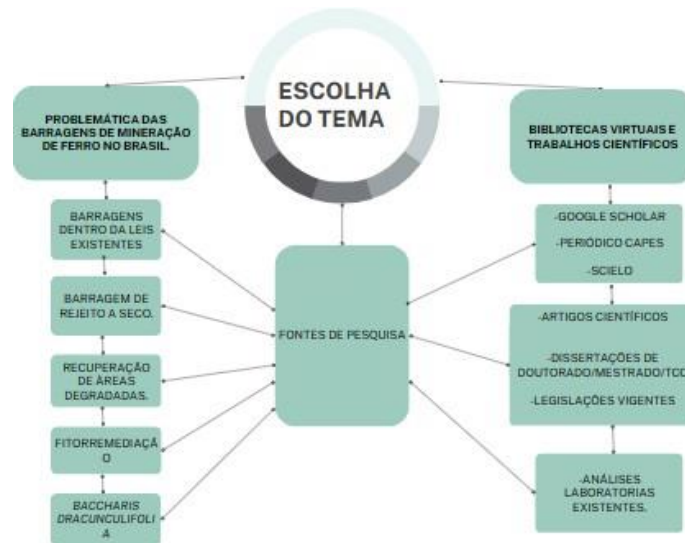 ESCOLHA
DO TEMA
PROBLEMÁTICA DAS
BARRAGENS DE MINERAÇÃO
DE FERRO NO BRASIL.
BARRAGENS
DENTRO DA LEIS
EXISTENTES
BARRAGEM DE
REJEITO A SECO.
RECUPERAÇÃO
DE ÁREAS
DEGRADADAS.
FITORREMEDIAÇÃ
O
BACCHARIS
DRACUNCULIFOLI
A
FONTES DE PESQUISA
BIBLIOTECAS VIRTUAIS E
TRABALHOS CIENTÍFICOS
-GOOGLE SCHOLAR
-PERIÓDICO CAPES
-SCIELO
-ARTIGOS CIENTÍFICOS
-DISSERTAÇÕES DE
DOUTORADO/MESTRADO/TCC
-LEGISLAÇÕES VIGENTES
-ANÁLISES
LABORATORIAS
EXISTENTES.